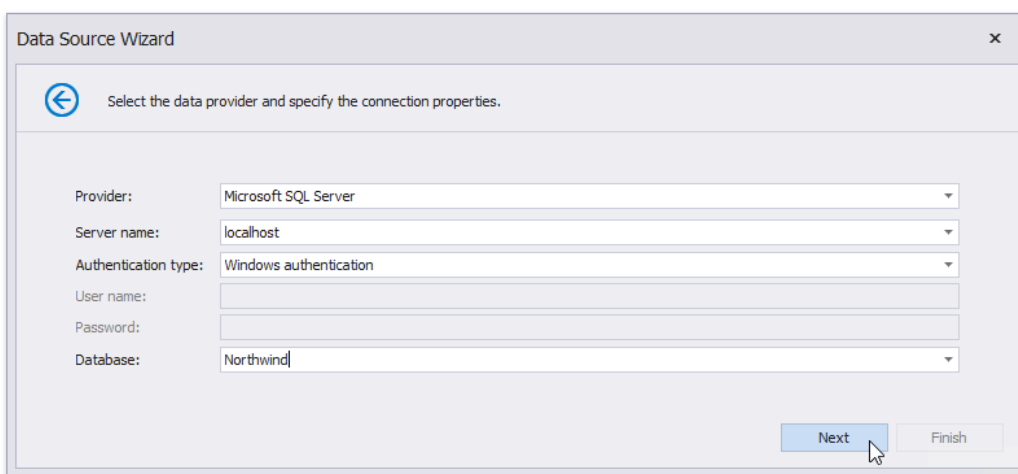 Data Source Wizard
Select the data provider and specify the connection properties.
Provider: Microsoft SQL Server
Server name: localhost
Authentication type: Windows authentication
User name:
Password:
Database: Northwind
Next Finish